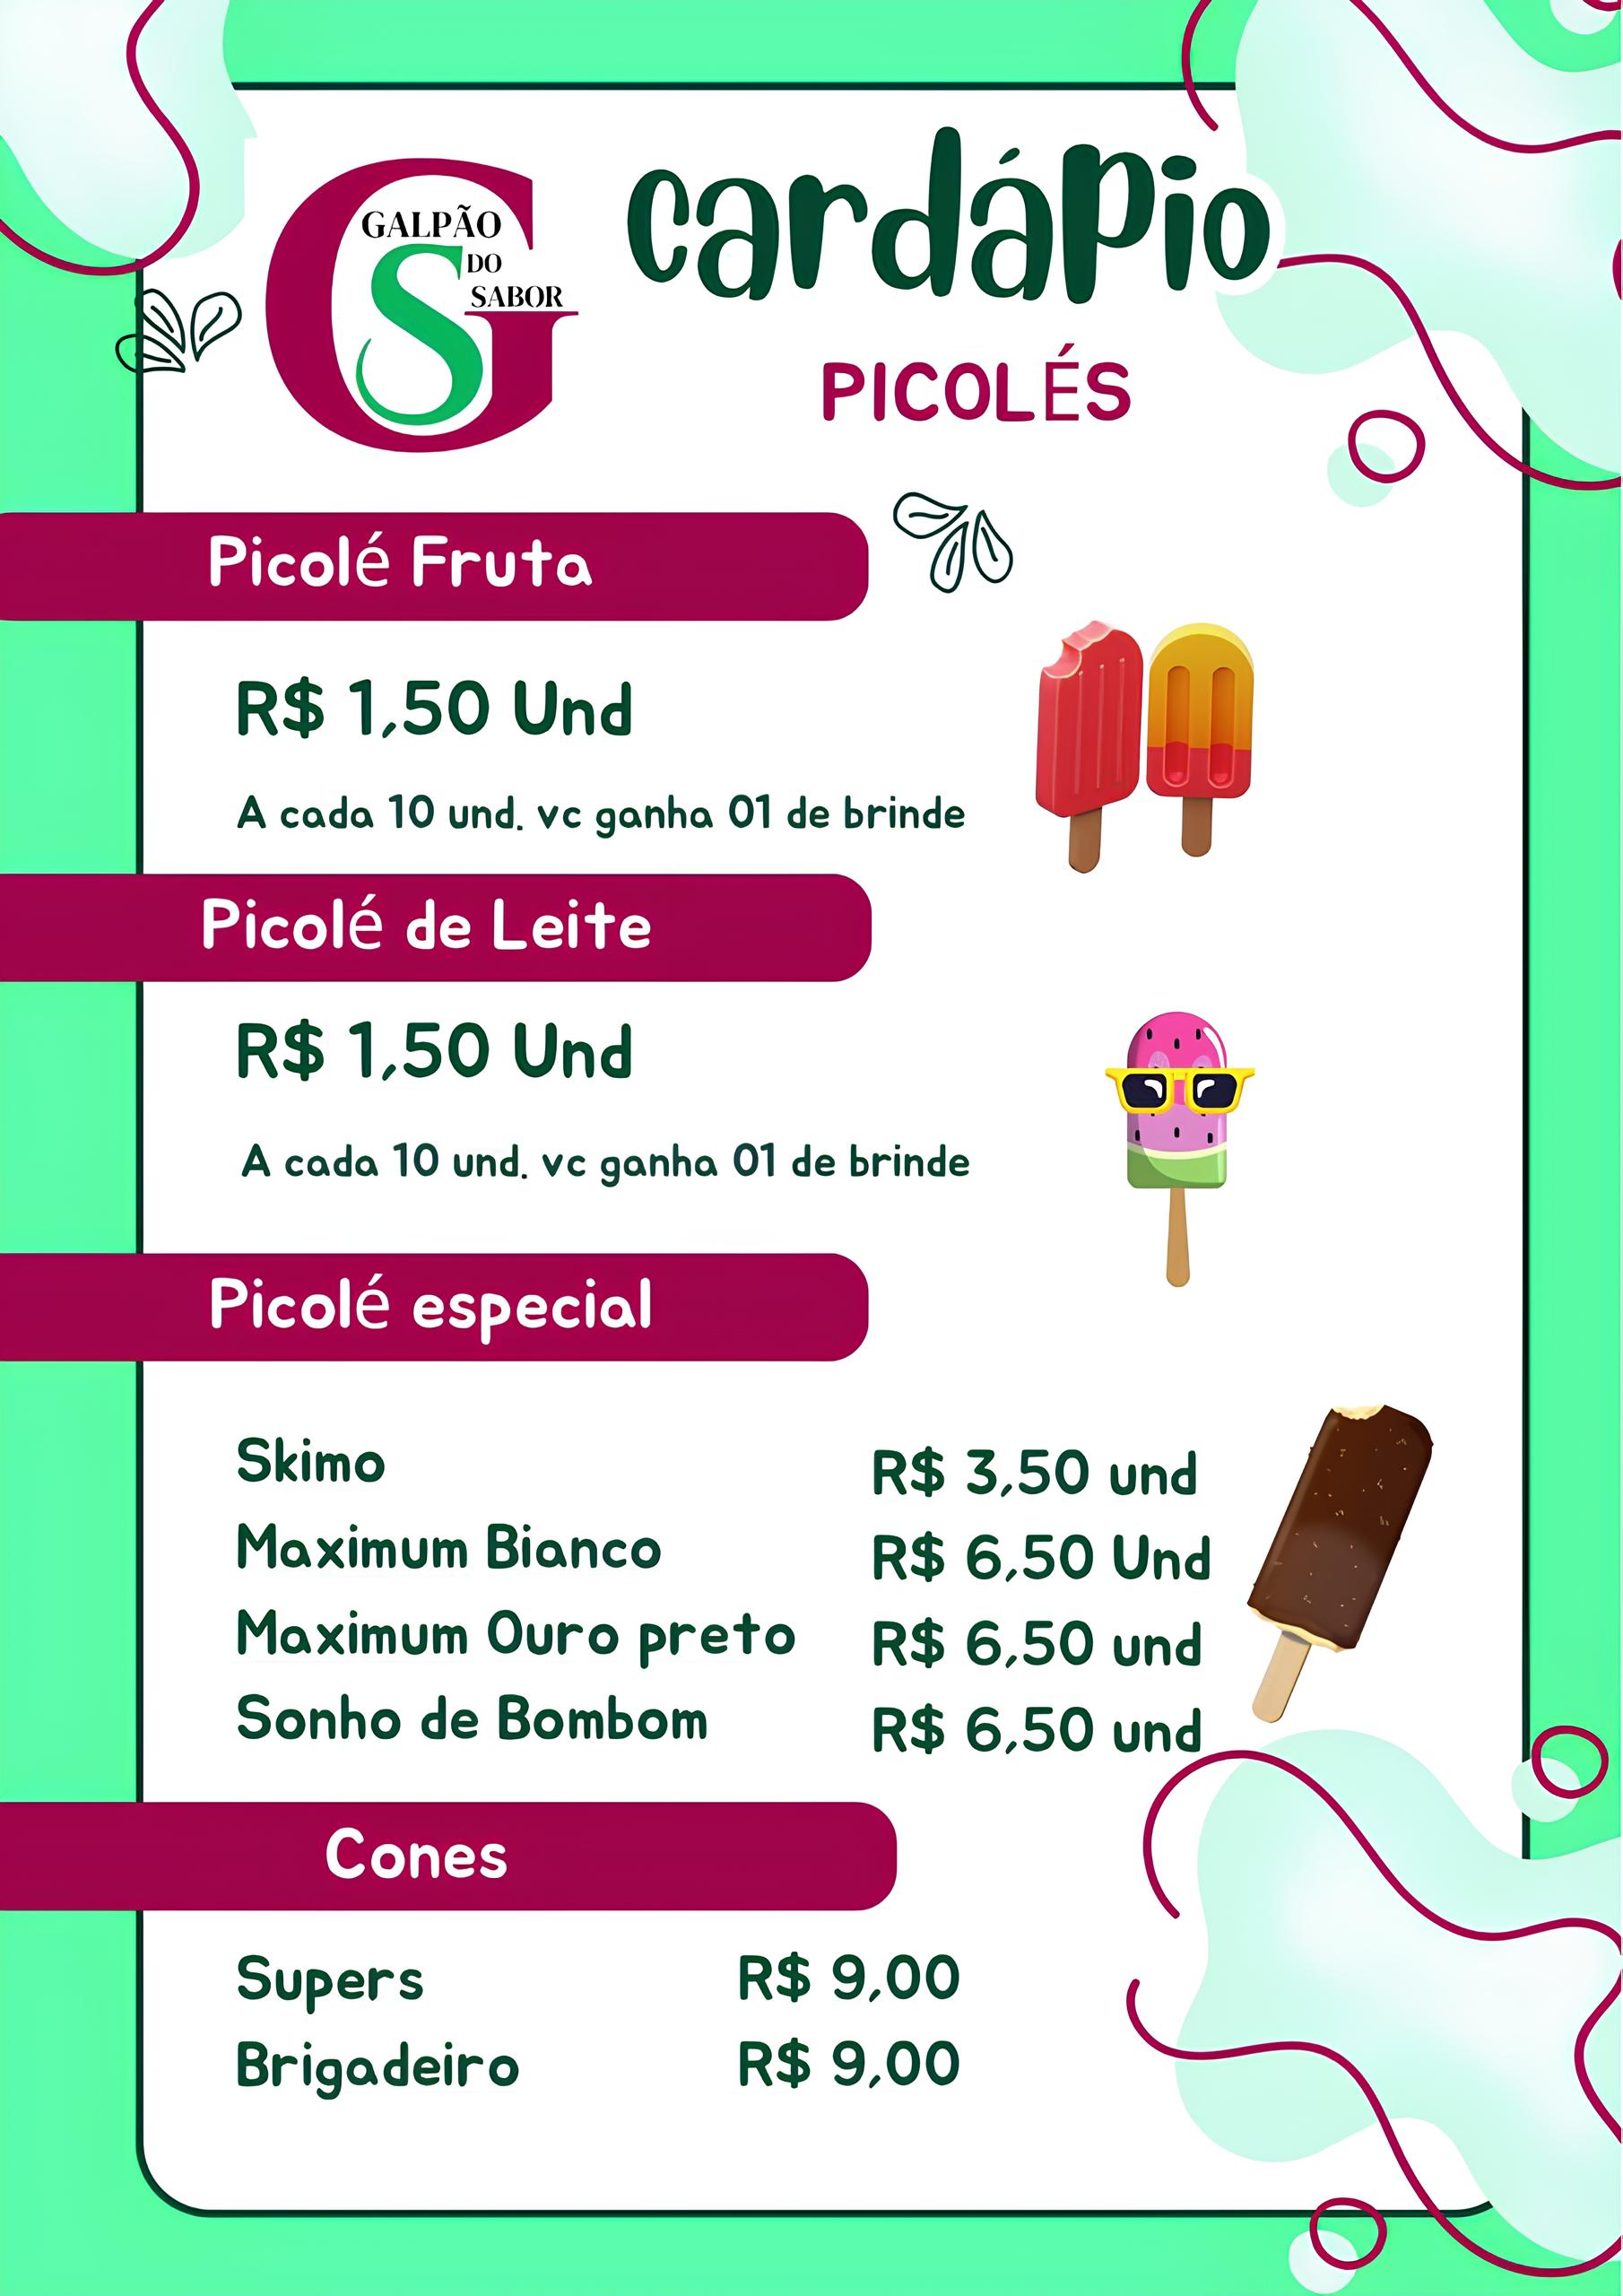 GALPÃO
DO
SABOR
cardápio
PICOLÉS
Picolé Fruta
R$ 1,50 Und
A cada 10 und. vc ganha 01 de brinde
Picolé de Leite
R$ 1,50 Und
A cada 10 und. vc ganha 01 de brinde
Picolé especial
Skimo R$ 3,50 und
Maximum Bianco R$ 6,50 Und
Maximum Ouro preto R$ 6,50 und
Sonho de Bombom R$ 6,50 und
Cones
Supers R$ 9,00
Brigadeiro R$ 9,00